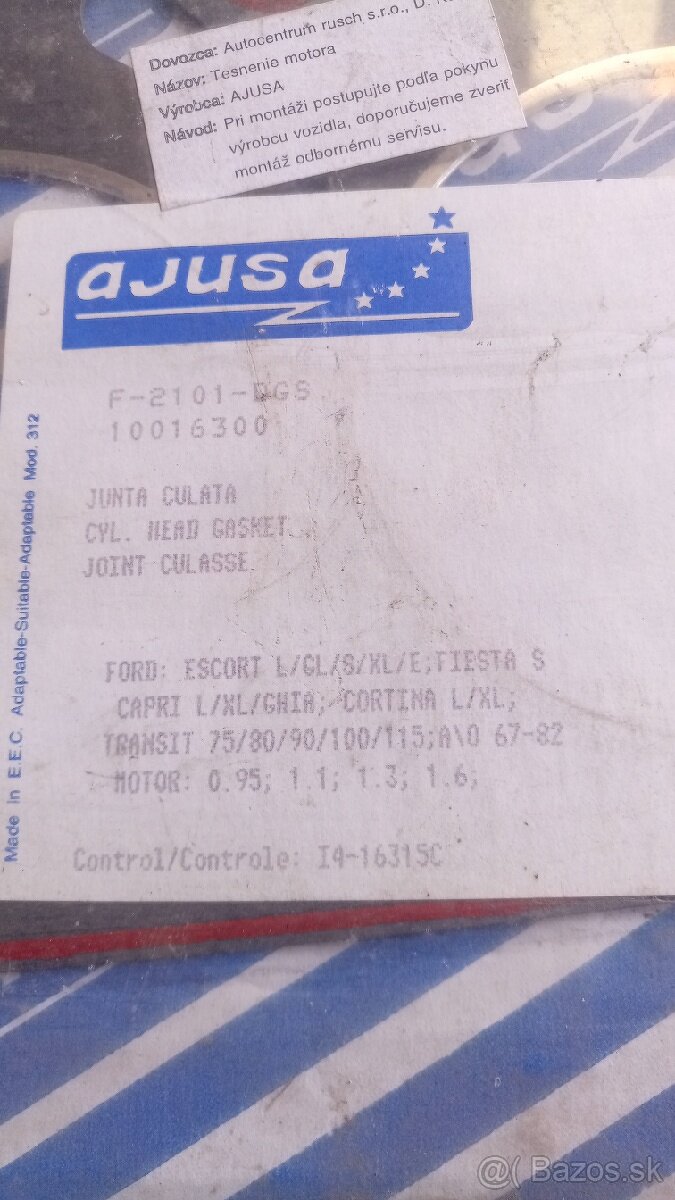 Dovozca: Autocentrum rusch s.r.o., D.
Názov: Tesnenie motora
Výrobca: AJUSA
Návod: Pri montáži postupujte podľa pokynu
výrobcu vozidla, doporučujeme zveriť
montáž odbornému servisu.
aJUSa
F-2101-DGS
10016300
JUNTA CULATA
CYL. HEAD GASKET
JOINT CULASSE
FORD: ESCORT L/GL/S/XL/E;FIESTA S
CAPRI L/XL/GHIA; CORTINA L/XL;
TRANSIT 75/80/90/100/115;A\O 67-82
MOTOR: 0.95; 1.1; 1.3; 1.6;
Control/Controle: I4-16315C
Made in E.E.C. Adaptable-Suitable-Adaptable Mod. 312
@(Bazos.sk